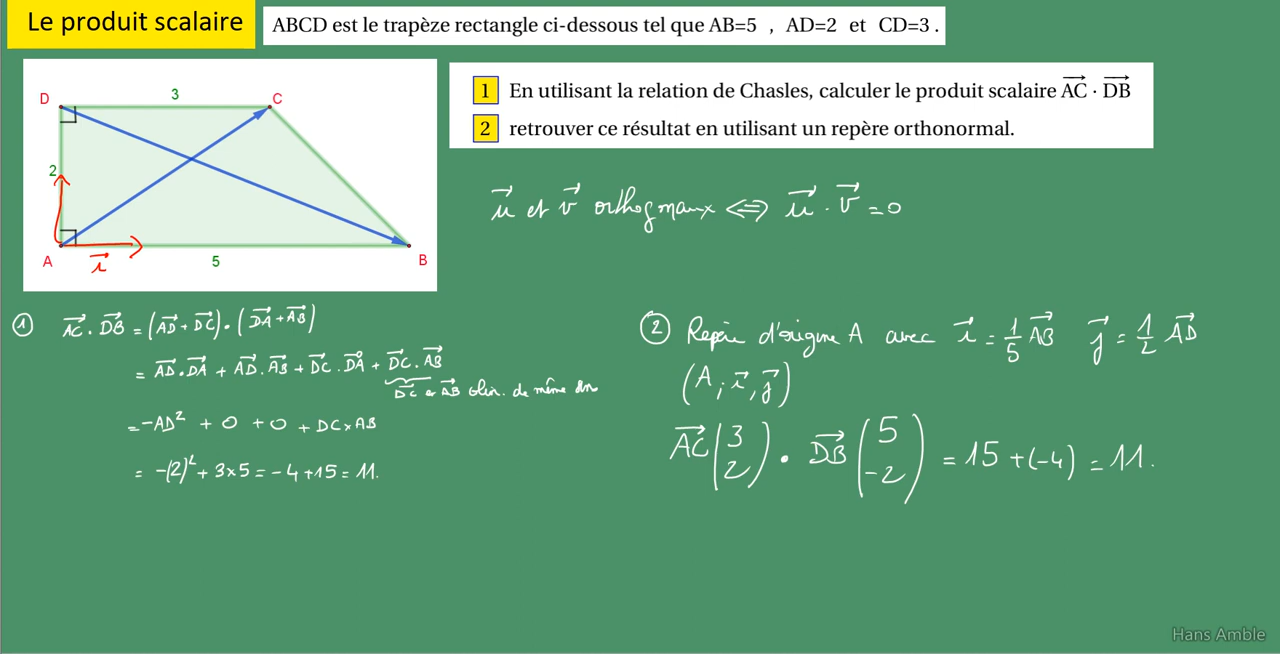 Le produit scalaire
ABCD est le trapèze rectangle ci-dessous tel que AB=5 , AD=2 et CD=3 .
D 3 C
2
A i⃗ 5 B
1 En utilisant la relation de Chasles, calculer le produit scalaire AC⃗ · DB⃗
2 retrouver ce résultat en utilisant un repère orthonormal.
u⃗ et v⃗ orthogonaux ⟺ u⃗ . v⃗ = 0
① AC⃗ . DB⃗ = (AD⃗ + DC⃗) . (DA⃗ + AB⃗)
= AD⃗ . DA⃗ + AD⃗ . AB⃗ + DC⃗ . DA⃗ + DC⃗ . AB⃗
DC⃗ et AB⃗ colin. de même
= -AD² + 0 + 0 + DC × AB
= -(2)² + 3×5 = -4 + 15 = 11.
② Repère d'origine A avec i⃗ = 1/5 AB⃗ j⃗ = 1/2 AD⃗
(A, i⃗, j⃗)
AC⃗ (3 2) . DB⃗ (5 -2) = 15 + (-4) = 11.
Hans Amble